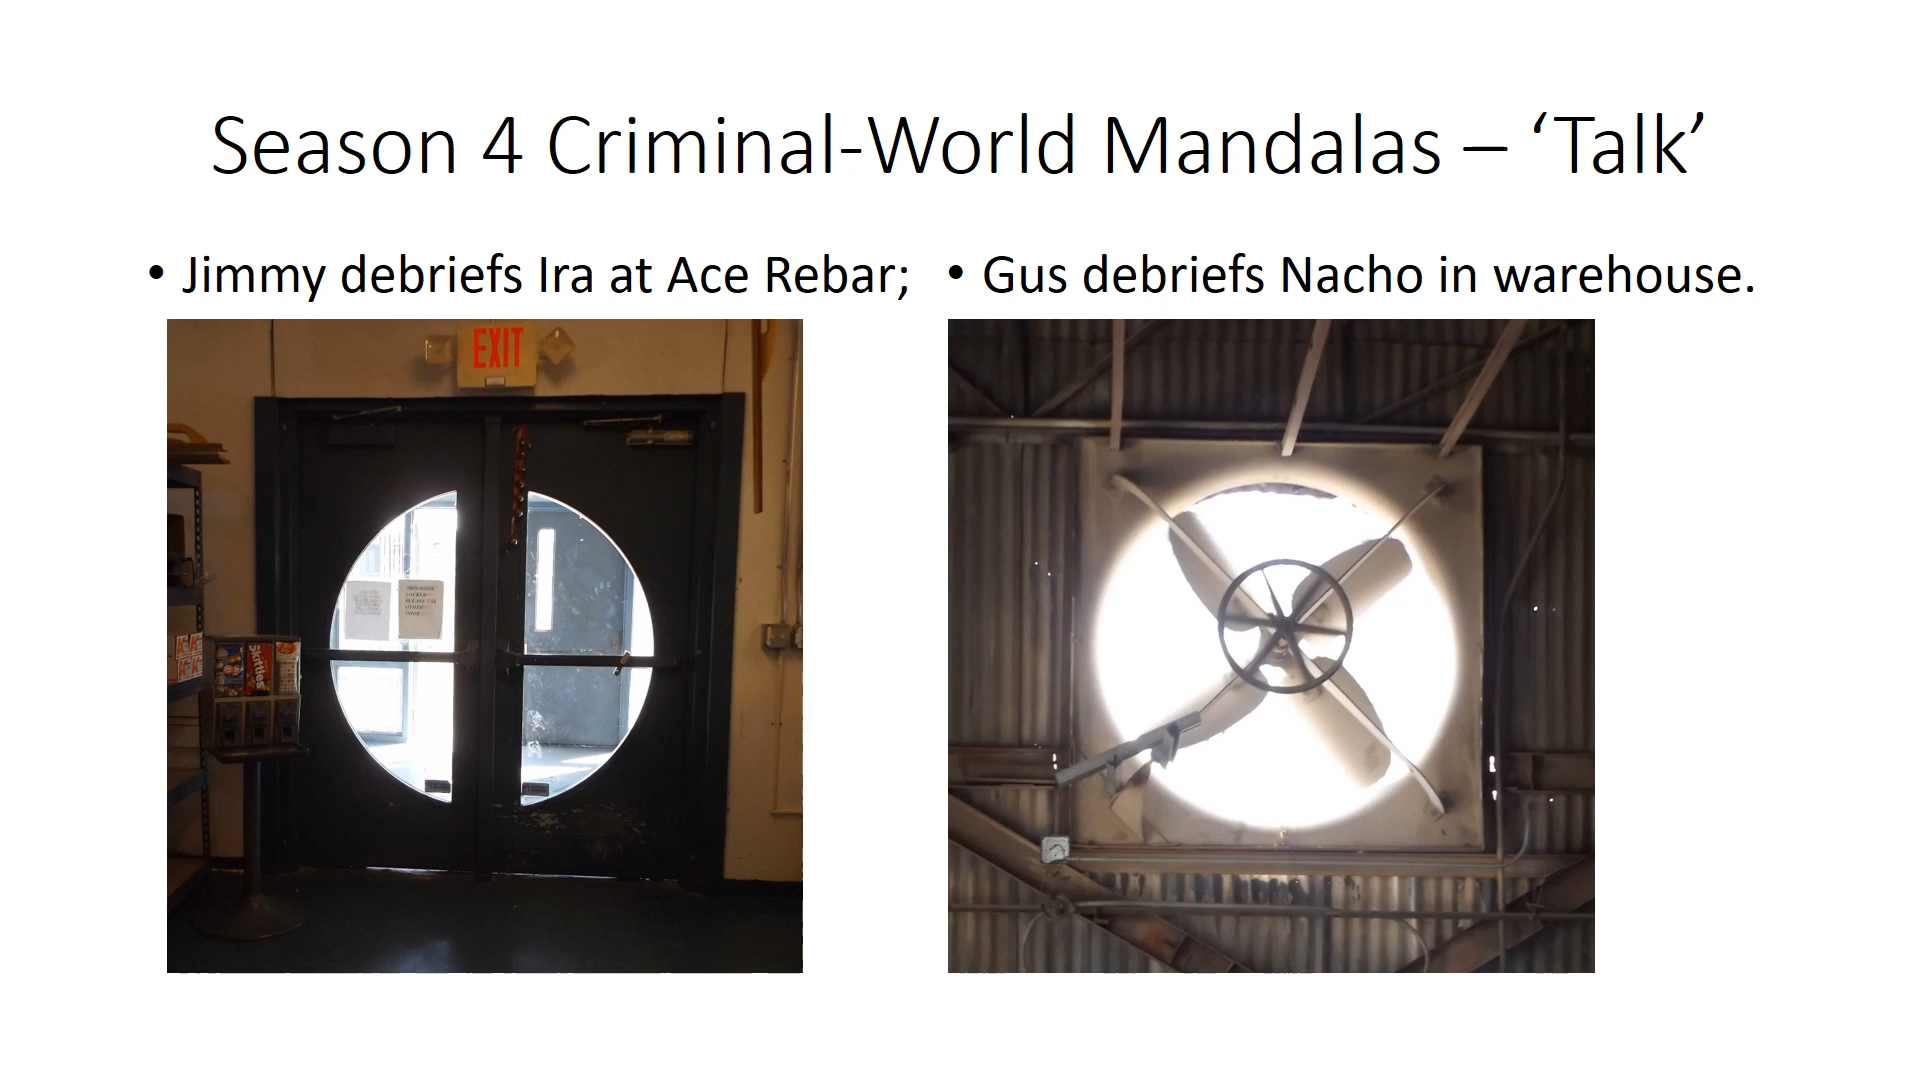 Season 4 Criminal-World Mandalas – ‘Talk’
• Jimmy debriefs Ira at Ace Rebar;
• Gus debriefs Nacho in warehouse.
EXIT
Skittles